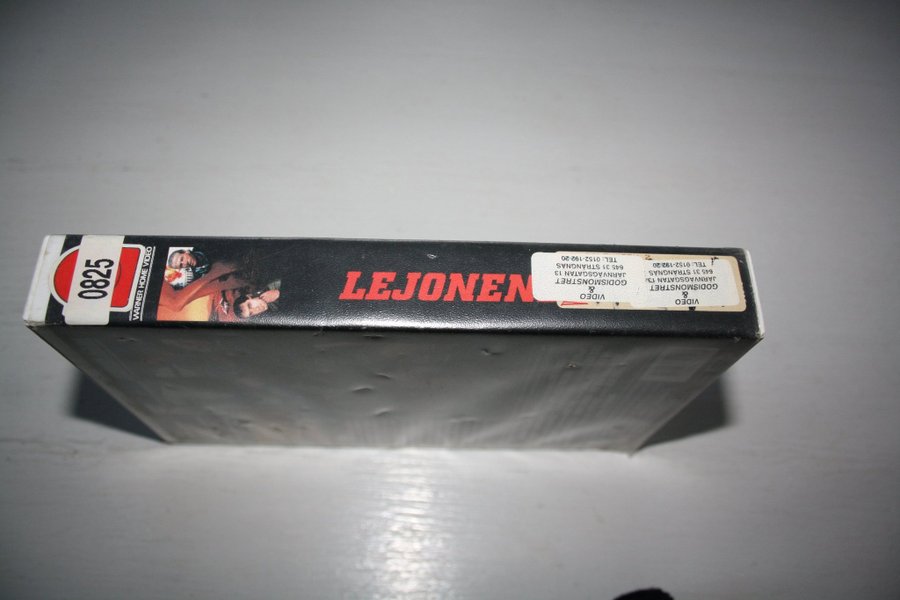 0825
WARNER HOME VIDEO
LEJONEN
VIDEO
&
GODISMONSTRET
JÄRNVÄGSGATAN 13
645 31 STRÄNGNÄS
TEL: 0152-192 20
VIDEO
&
GODISMONSTRET
JÄRNVÄGSGATAN 13
645 31 STRÄNGNÄS
TEL: 0152-192 20